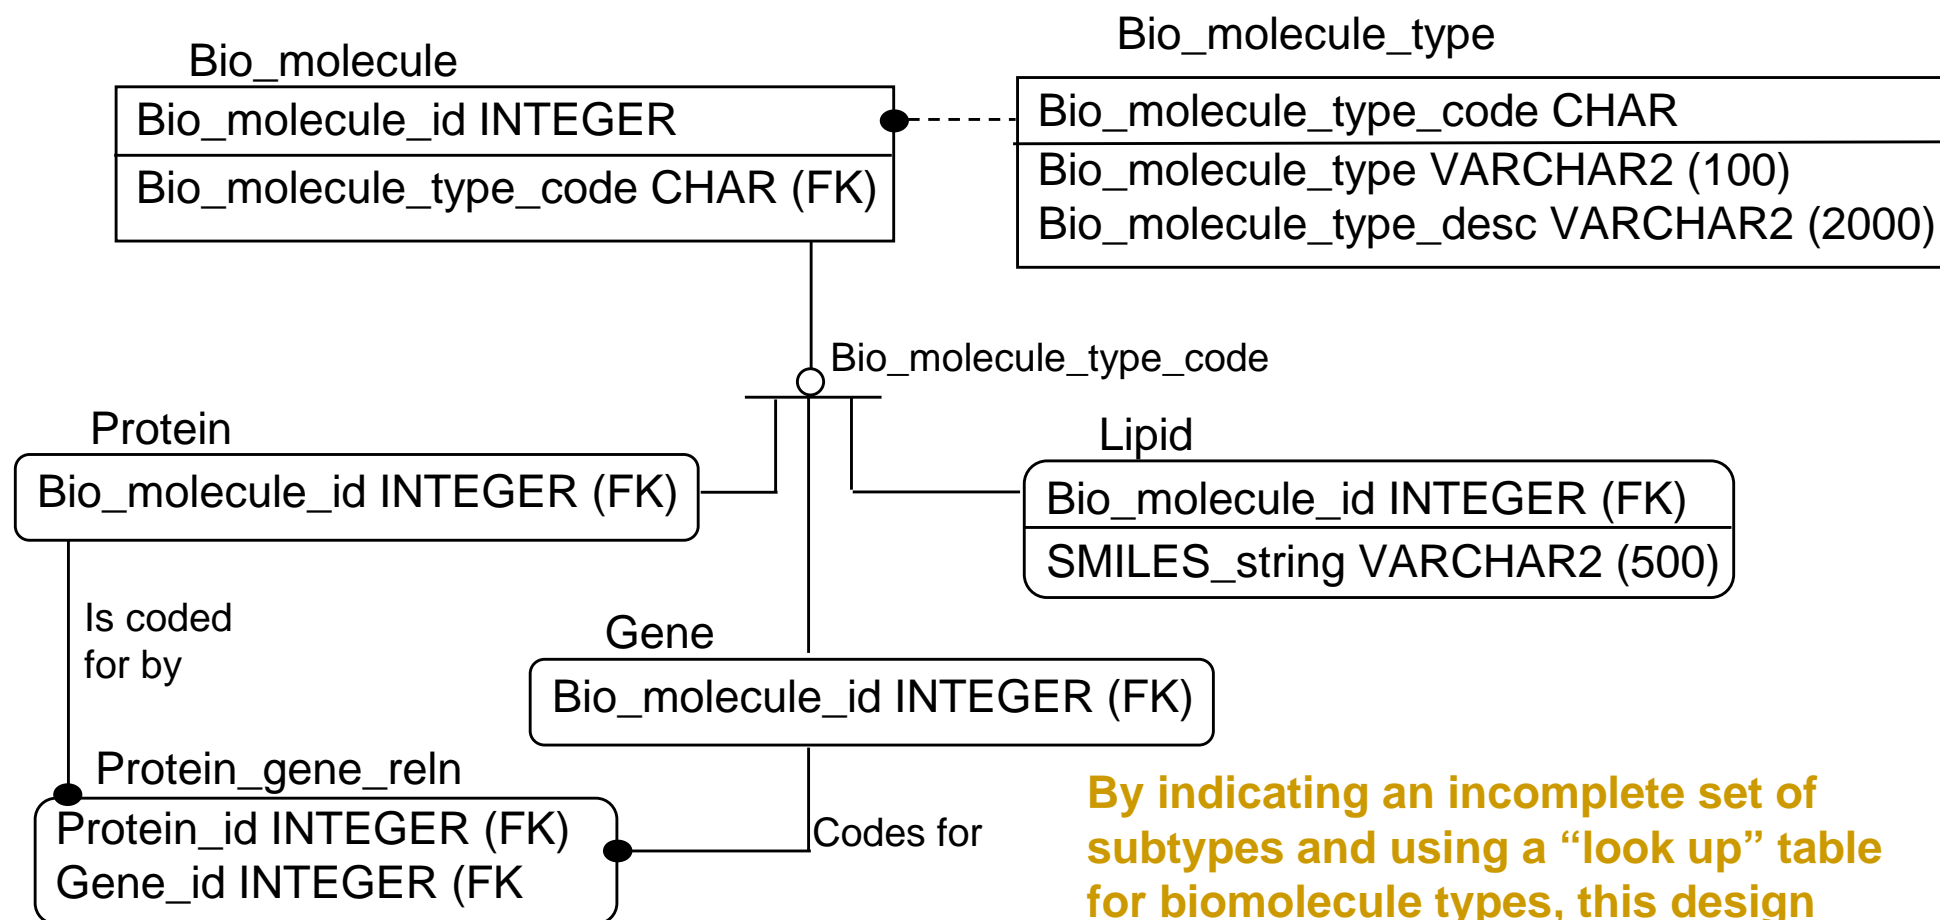 Bio_molecule
Bio_molecule_id INTEGER
Bio_molecule_type_code CHAR (FK)
Bio_molecule_type
Bio_molecule_type_code CHAR
Bio_molecule_type VARCHAR2 (100)
Bio_molecule_type_desc VARCHAR2 (2000)
Bio_molecule_type_code
Protein
Bio_molecule_id INTEGER (FK)
Lipid
Bio_molecule_id INTEGER (FK)
SMILES_string VARCHAR2 (500)
Is coded
for by
Gene
Bio_molecule_id INTEGER (FK)
Protein_gene_reln
Protein_id INTEGER (FK)
Gene_id INTEGER (FK
Codes for
By indicating an incomplete set of
subtypes and using a “look up” table
for biomolecule types, this design